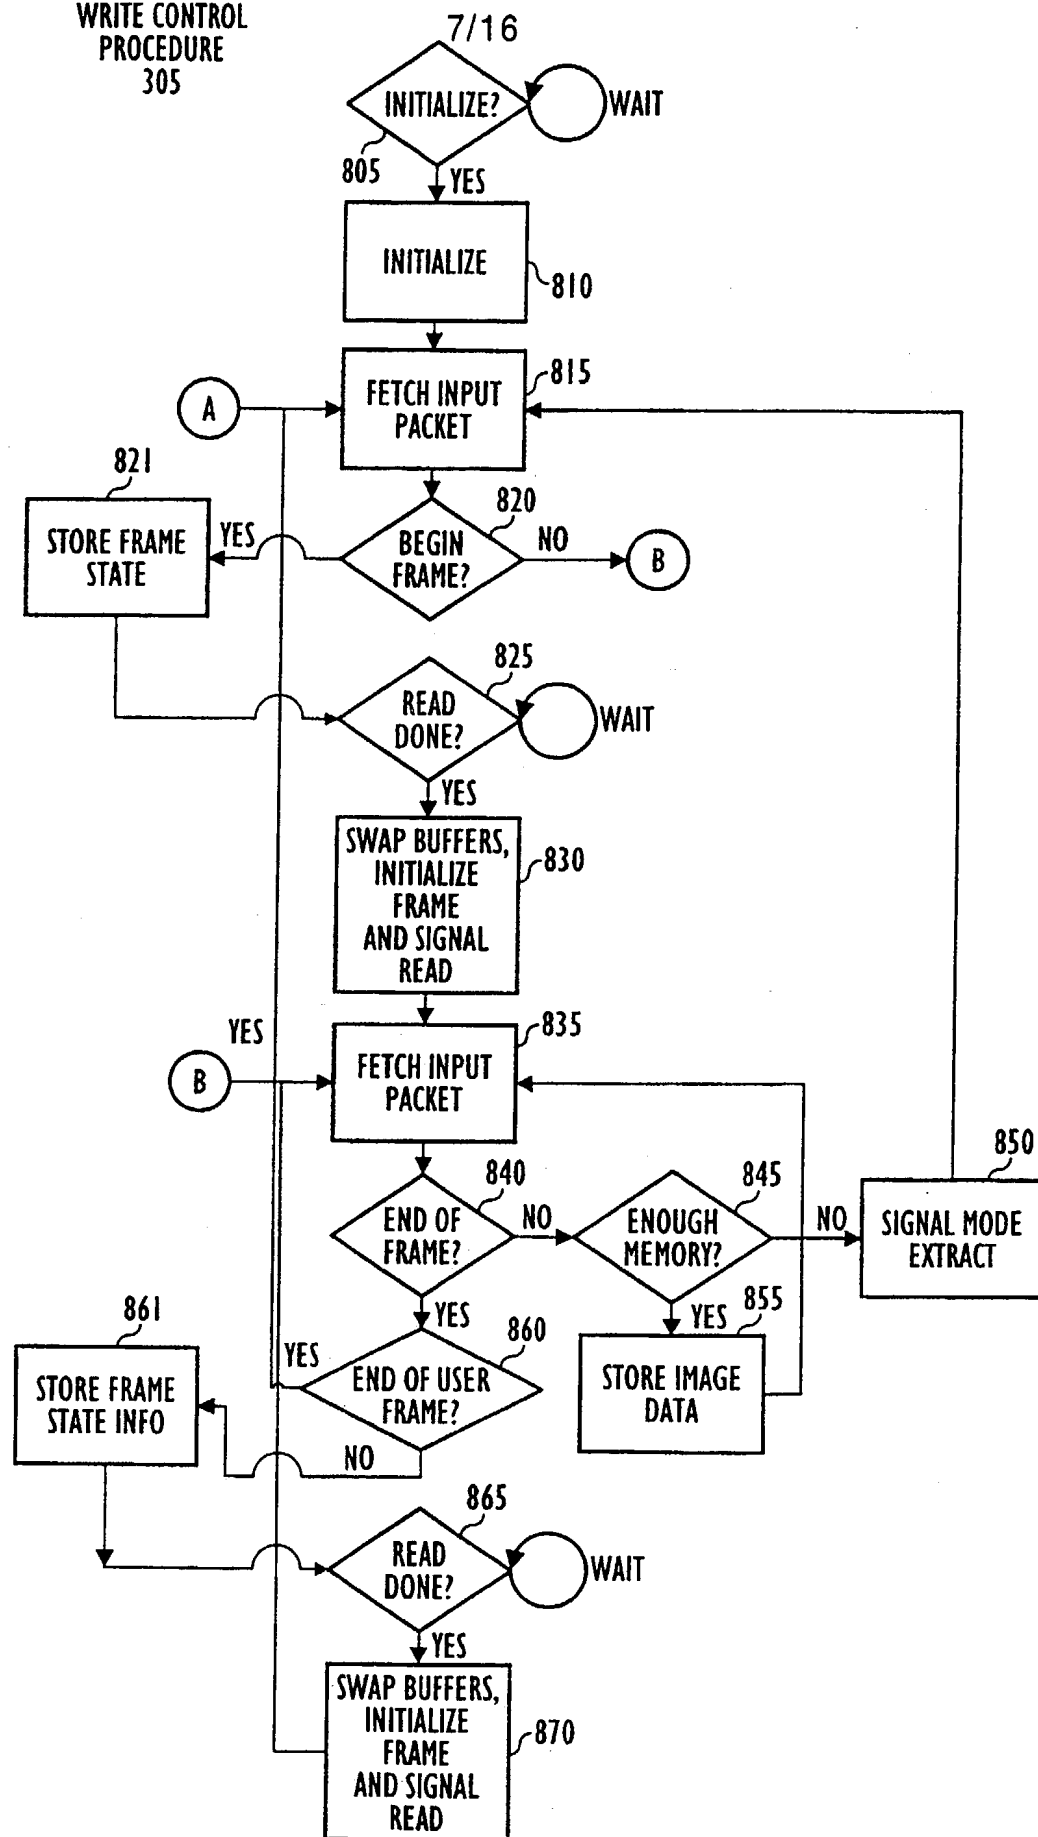 WRITE CONTROL
PROCEDURE
305
7/16
INITIALIZE?
WAIT
805
YES
INITIALIZE
810
815
FETCH INPUT
PACKET
A
821
820
STORE FRAME
STATE
YES
BEGIN
FRAME?
NO
B
825
READ
DONE?
WAIT
YES
SWAP BUFFERS,
INITIALIZE
FRAME
AND SIGNAL
READ
830
YES
835
B
FETCH INPUT
PACKET
840
845
850
END OF
FRAME?
NO
ENOUGH
MEMORY?
NO
SIGNAL MODE
EXTRACT
861
YES
860
YES
855
STORE FRAME
STATE INFO
YES
END OF USER
FRAME?
STORE IMAGE
DATA
NO
865
READ
DONE?
WAIT
YES
SWAP BUFFERS,
INITIALIZE
FRAME
AND SIGNAL
READ
870